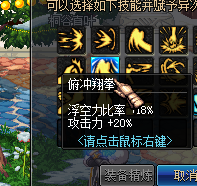 可以选择如下技能并赋予异次
俯冲翔拳
浮空力比率 +18%
攻击力 +20%
<请点击鼠标右键>
装备精炼
取消